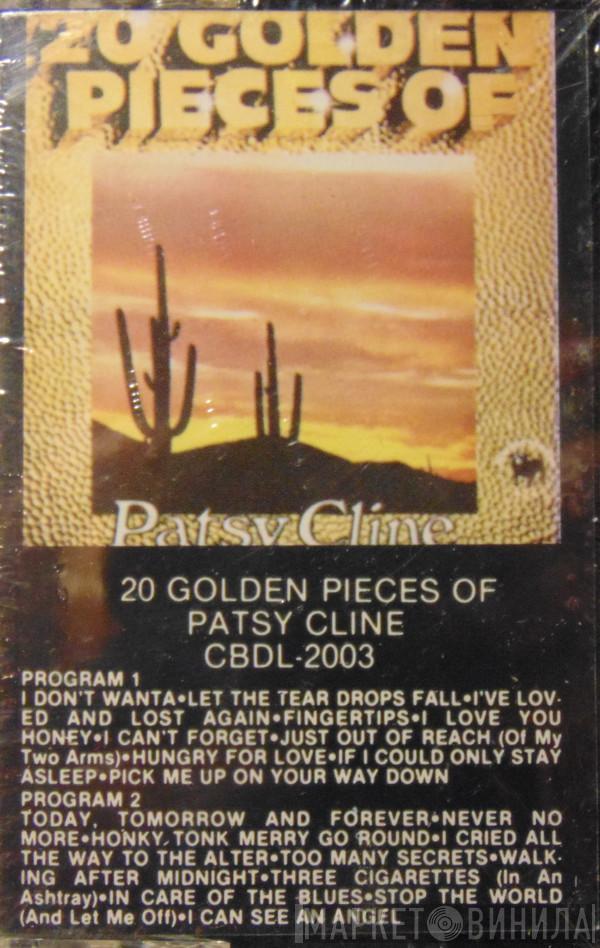 20 GOLDEN
PIECES OF
Patsy Cline
20 GOLDEN PIECES OF
PATSY CLINE
CBDL-2003
PROGRAM 1
I DON'T WANTA•LET THE TEAR DROPS FALL•I'VE LOV-
ED AND LOST AGAIN•FINGERTIPS•I LOVE YOU
HONEY•I CAN'T FORGET•JUST OUT OF REACH (Of My
Two Arms)•HUNGRY FOR LOVE•IF I COULD ONLY STAY
ASLEEP•PICK ME UP ON YOUR WAY DOWN
PROGRAM 2
TODAY, TOMORROW AND FOREVER•NEVER NO
MORE•HONKY TONK MERRY GO ROUND•I CRIED ALL
THE WAY TO THE ALTER•TOO MANY SECRETS•WALK-
ING AFTER MIDNIGHT•THREE CIGARETTES (In An
Ashtray)•IN CARE OF THE BLUES•STOP THE WORLD
(And Let Me Off)•I CAN SEE AN ANGEL
МАРКЕТ ВИНИЛА